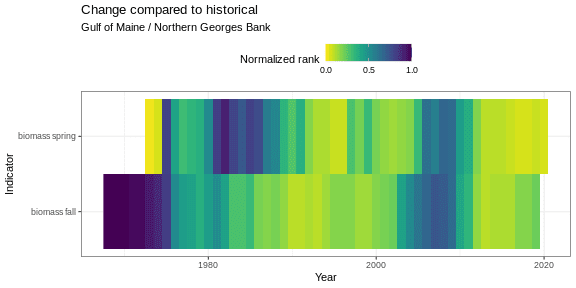 Change compared to historical
Gulf of Maine / Northern Georges Bank
Normalized rank
0.0 0.5 1.0
biomass spring
biomass fall
Indicator
1980 2000 2020
Year